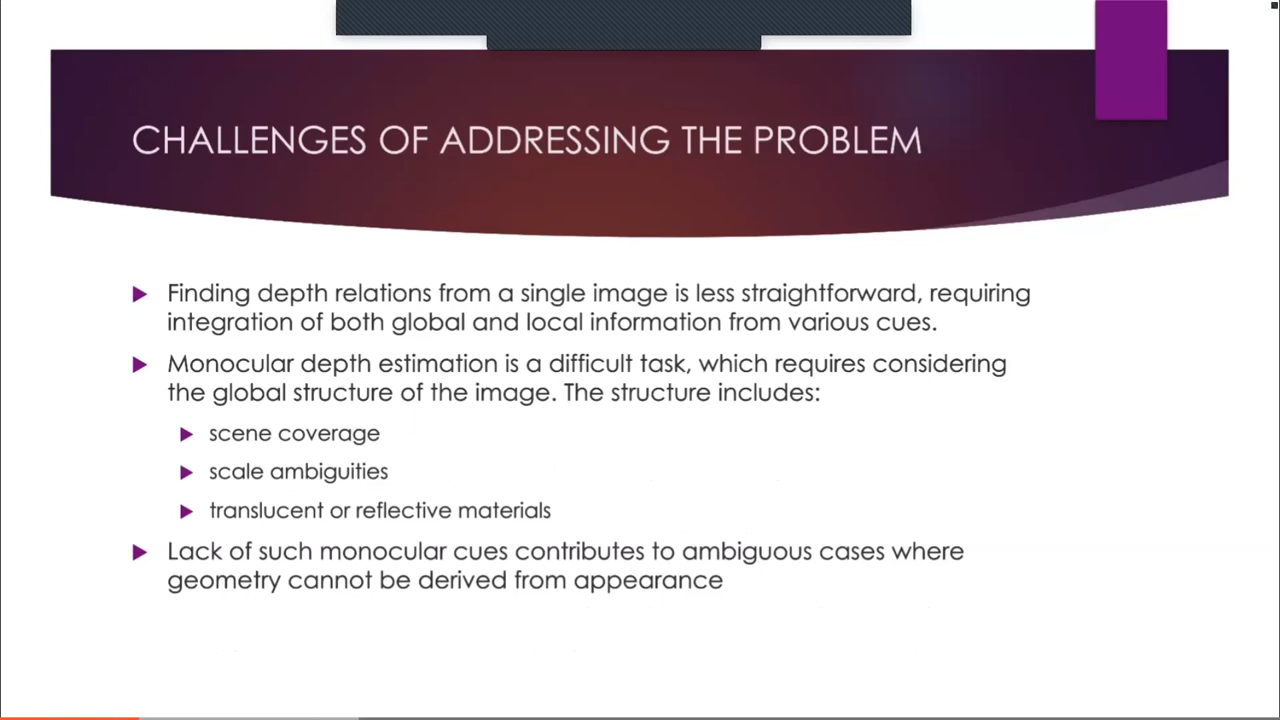 CHALLENGES OF ADDRESSING THE PROBLEM
Finding depth relations from a single image is less straightforward, requiring
integration of both global and local information from various cues.
Monocular depth estimation is a difficult task, which requires considering
the global structure of the image. The structure includes:
scene coverage
scale ambiguities
translucent or reflective materials
Lack of such monocular cues contributes to ambiguous cases where
geometry cannot be derived from appearance